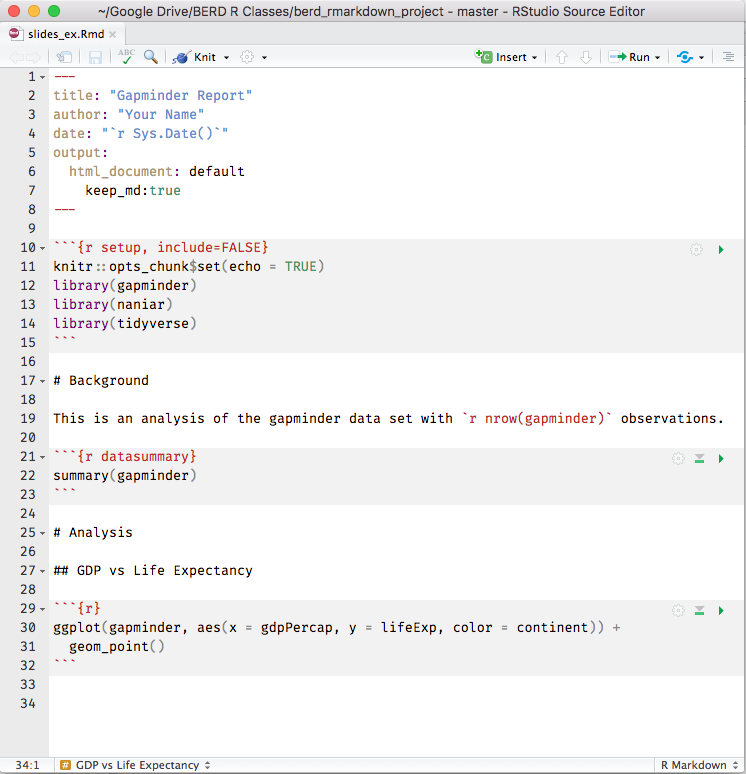 ~/Google Drive/BERD R Classes/berd_rmarkdown_project - master - RStudio Source Editor
slides_ex.Rmd
ABC Knit Insert Run
1 ---
2 title: "Gapminder Report"
3 author: "Your Name"
4 date: "`r Sys.Date()`"
5 output:
6   html_document: default
7     keep_md:true
8 ---
9
10 ```{r setup, include=FALSE}
11 knitr::opts_chunk$set(echo = TRUE)
12 library(gapminder)
13 library(naniar)
14 library(tidyverse)
15 ```
16
17 # Background
18
19 This is an analysis of the gapminder data set with `r nrow(gapminder)` observations.
20
21 ```{r datasummary}
22 summary(gapminder)
23 ```
24
25 # Analysis
26
27 ## GDP vs Life Expectancy
28
29 ```{r}
30 ggplot(gapminder, aes(x = gdpPercap, y = lifeExp, color = continent)) +
31   geom_point()
32 ```
33
34
34:1 # GDP vs Life Expectancy R Markdown